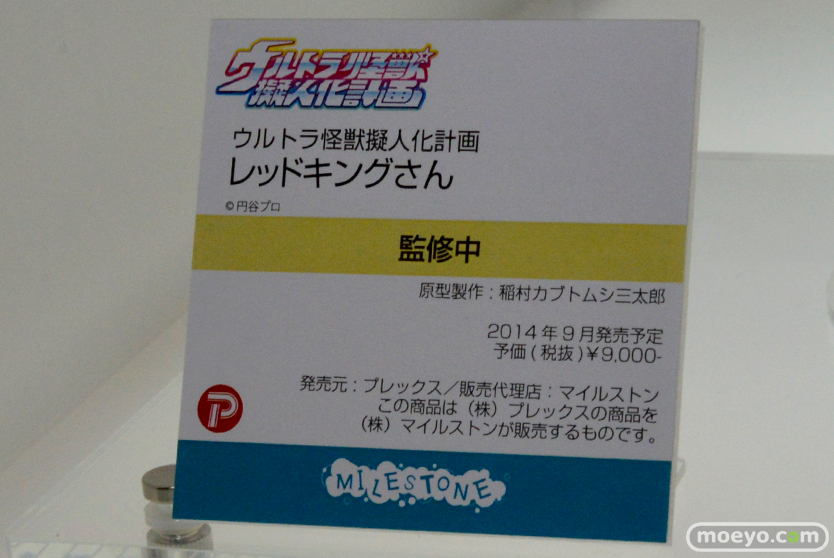 ウルトラ怪獣
擬人化計画
ウルトラ怪獣擬人化計画
レッドキングさん
©円谷プロ
監修中
原型製作:稲村カブトムシ三太郎
2014年9月発売予定
予価(税抜)¥9,000-
発売元:プレックス/販売代理店:マイルストン
この商品は(株)プレックスの商品を
(株)マイルストンが販売するものです。
P
MILESTONE
moeyo.com